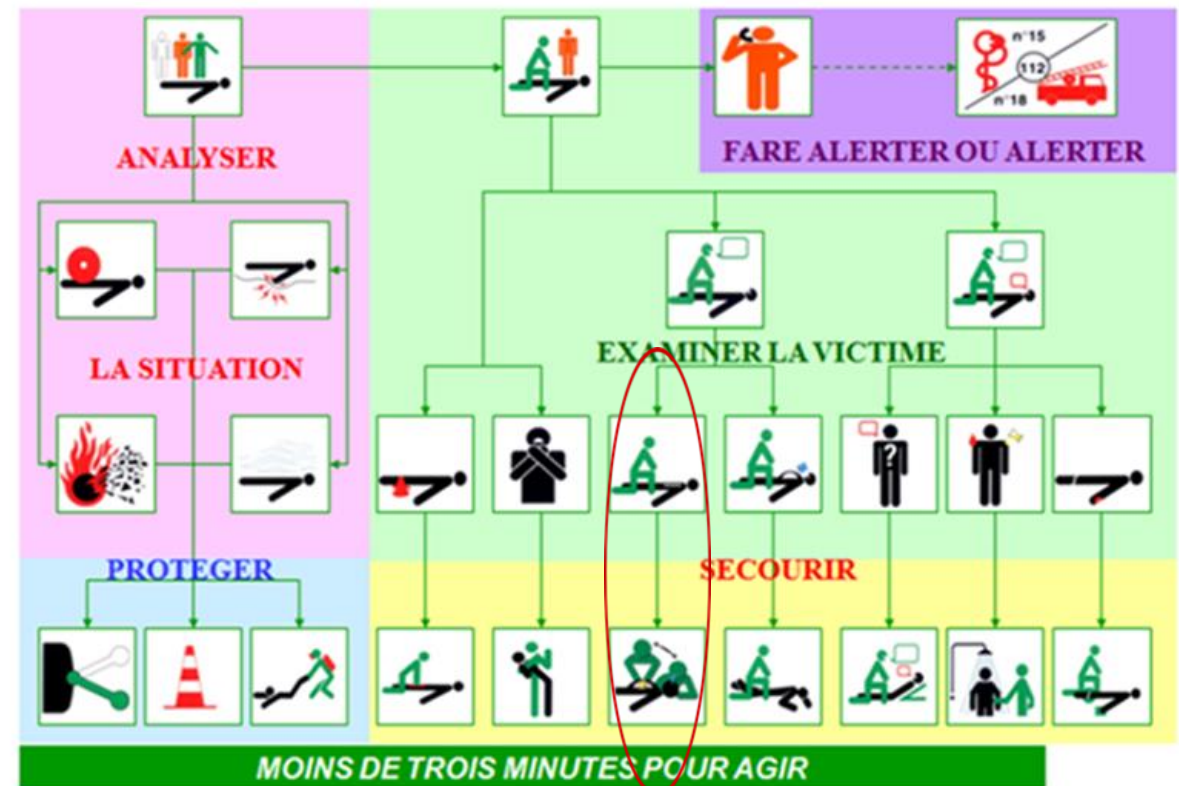 n°15
112
n°18
ANALYSER
FARE ALERTER OU ALERTER
EXAMINER LA VICTIME
LA SITUATION
?
PROTEGER
SECOURIR
MOINS DE TROIS MINUTES POUR AGIR